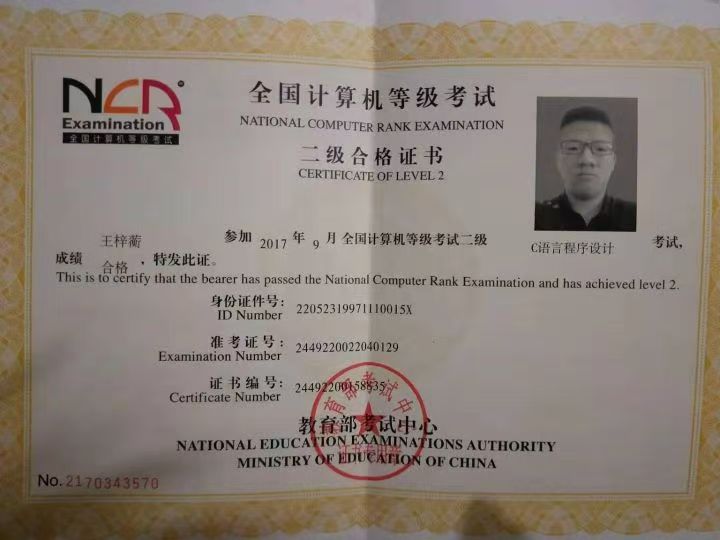 NCR
Examination
全国计算机等级考试
全国计算机等级考试
NATIONAL COMPUTER RANK EXAMINATION
二级合格证书
CERTIFICATE OF LEVEL 2
王梓蔺 参加 2017 年 9 月 全国计算机等级考试二级 C语言程序设计 考试,
成绩 合格 , 特发此证。
This is to certify that the bearer has passed the National Computer Rank Examination and has achieved level 2.
身份证件号:
ID Number 22052319971110015X
准考证号:
Examination Number 2449220022040129
证书编号:
Certificate Number 24492200158835
教育部考试中心
NATIONAL EDUCATION EXAMINATIONS AUTHORITY
MINISTRY OF EDUCATION OF CHINA
No. 2170343570